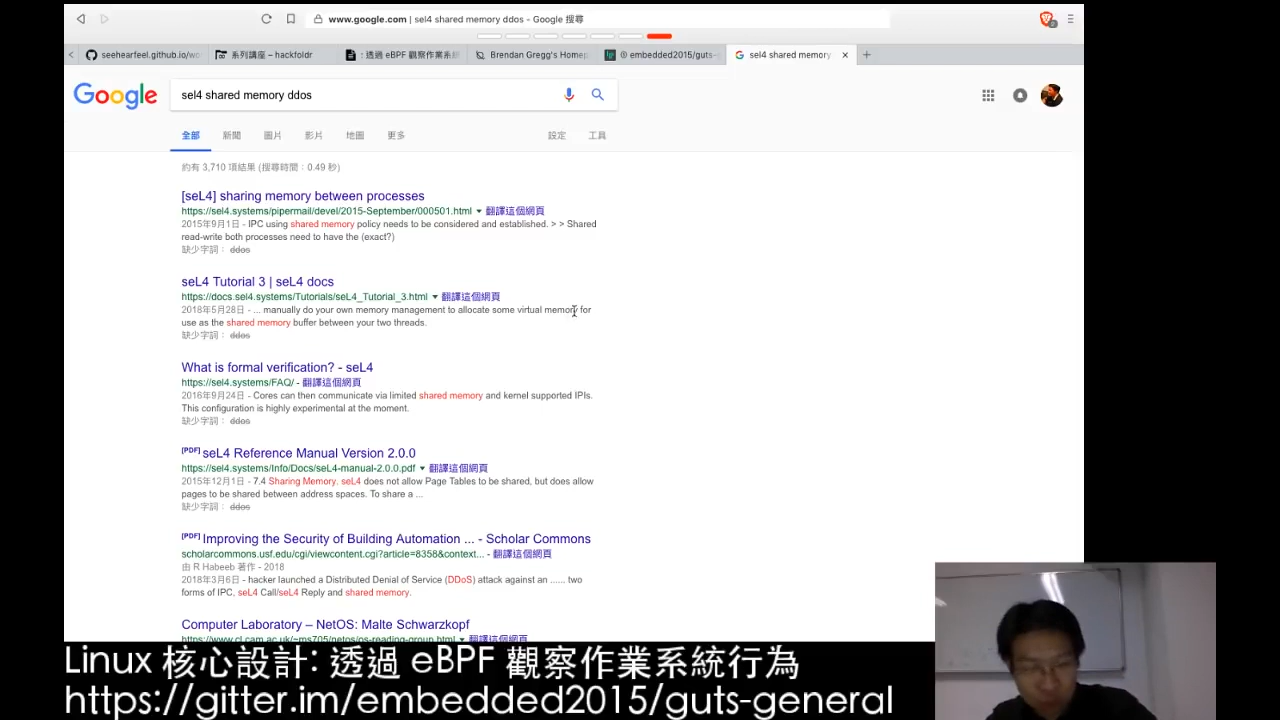 www.google.com | sel4 shared memory ddos - Google 搜尋
seehearfeel.github.io/wo
系列講座 – hackfoldr
: 透過 eBPF 觀察作業系統
Brendan Gregg's Homep
embedded2015/guts-
sel4 shared memory
Google
sel4 shared memory ddos
全部 新聞 圖片 影片 地圖 更多 設定 工具
約有 3,710 項結果 (搜尋時間:0.49 秒)
[seL4] sharing memory between processes
https://sel4.systems/pipermail/devel/2015-September/000501.html 翻譯這個網頁
2015年9月1日 - IPC using shared memory policy needs to be considered and established. > > Shared
read-write both processes need to have the (exact?)
缺少字詞: ddos
seL4 Tutorial 3 | seL4 docs
https://docs.sel4.systems/Tutorials/seL4_Tutorial_3.html 翻譯這個網頁
2018年5月28日 - ... manually do your own memory management to allocate some virtual memory for
use as the shared memory buffer between your two threads.
缺少字詞: ddos
What is formal verification? - seL4
https://sel4.systems/FAQ/ - 翻譯這個網頁
2016年9月24日 - Cores can then communicate via limited shared memory and kernel supported IPIs.
This configuration is highly experimental at the moment.
缺少字詞: ddos
[PDF] seL4 Reference Manual Version 2.0.0
https://sel4.systems/Info/Docs/seL4-manual-2.0.0.pdf 翻譯這個網頁
2015年12月1日 - 7.4 Sharing Memory. seL4 does not allow Page Tables to be shared, but does allow
pages to be shared between address spaces. To share a ...
缺少字詞: ddos
[PDF] Improving the Security of Building Automation ... - Scholar Commons
scholarcommons.usf.edu/cgi/viewcontent.cgi?article=8358&context... - 翻譯這個網頁
由 R Habeeb 著作 - 2018
2018年3月6日 - hacker launched a Distributed Denial of Service (DDoS) attack against an ...... two
forms of IPC, seL4 Call/seL4 Reply and shared memory.
Computer Laboratory – NetOS: Malte Schwarzkopf
https://www.cl.cam.ac.uk/~ms705/netos/os-reading-group.html 翻譯這個網頁
Linux 核心設計: 透過 eBPF 觀察作業系統行為
https://gitter.im/embedded2015/guts-general